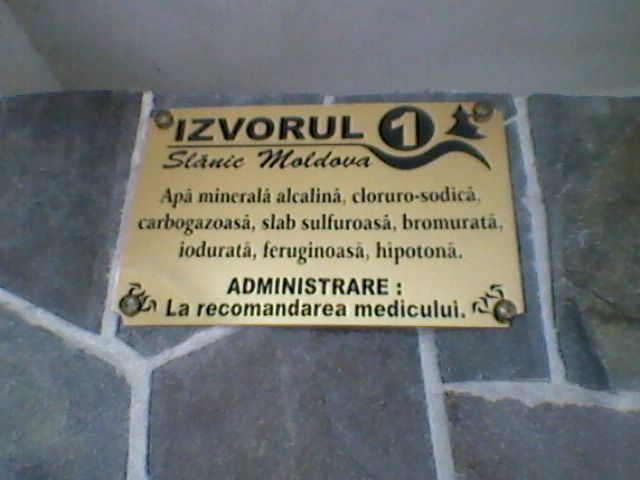 IZVORUL 1
Slănic Moldova
Apă minerală alcalină, cloruro-sodică,
carbogazoasă, slab sulfuroasă, bromurată,
iodurată, feruginoasă, hipotonă.
ADMINISTRARE :
La recomandarea medicului.